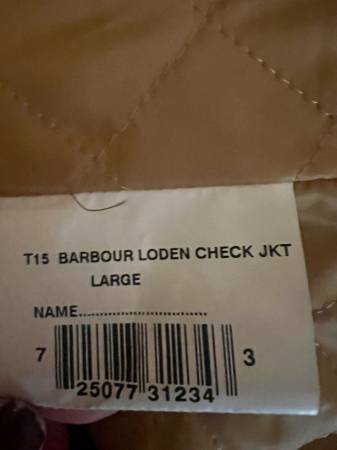 T15 BARBOUR LODEN CHECK JKT
LARGE
NAME..............................
7 25077 31234 3